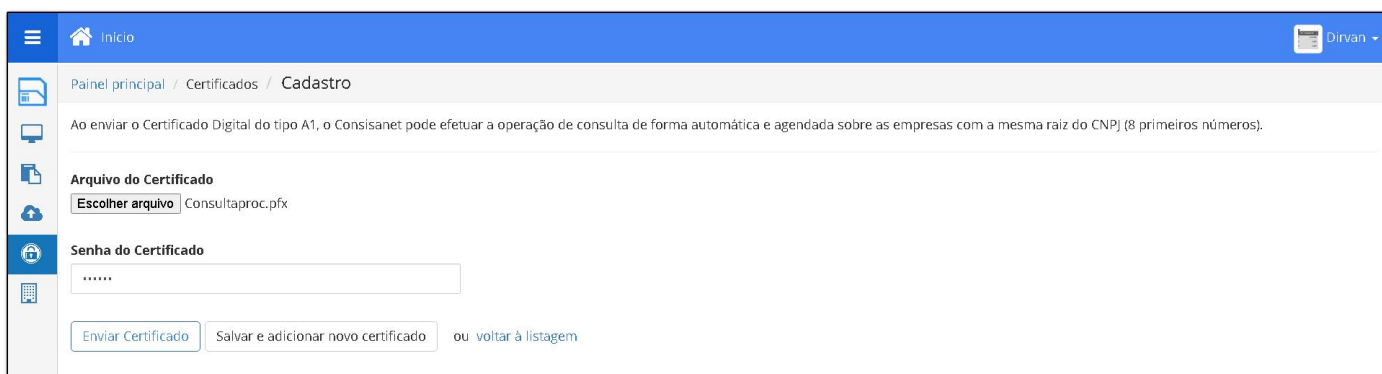 Início
Dirvan
Painel principal / Certificados / Cadastro
Ao enviar o Certificado Digital do tipo A1, o Consisanet pode efetuar a operação de consulta de forma automática e agendada sobre as empresas com a mesma raiz do CNPJ (8 primeiros números).
Arquivo do Certificado
Escolher arquivo Consultaproc.pfx
Senha do Certificado
······
Enviar Certificado Salvar e adicionar novo certificado ou voltar à listagem